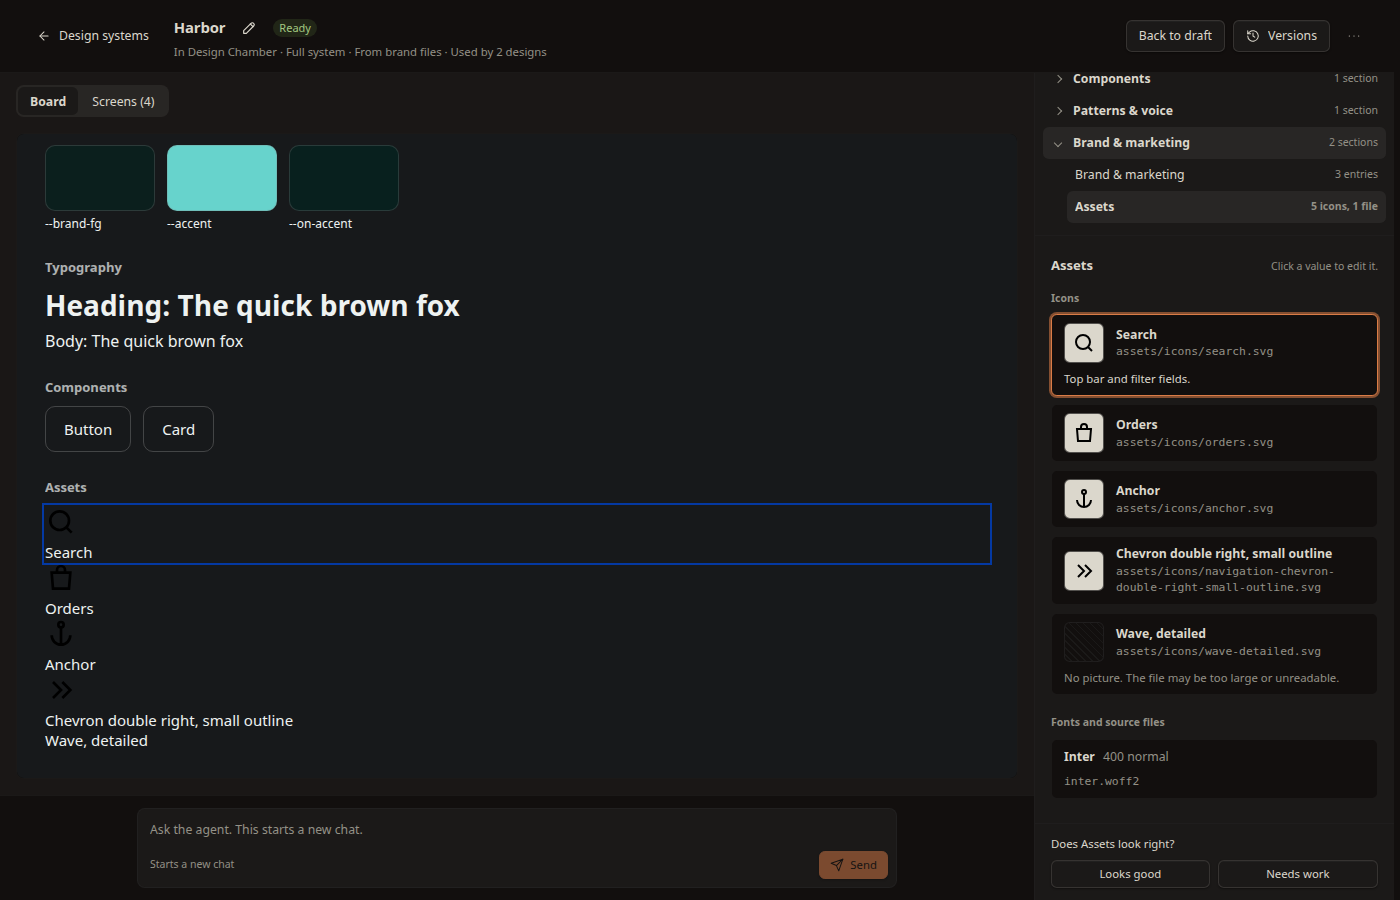 Design systems
Harbor
Ready
In Design Chamber · Full system · From brand files · Used by 2 designs
Back to draft
Versions
Board
Screens (4)
--brand-fg
--accent
--on-accent
Typography
Heading: The quick brown fox
Body: The quick brown fox
Components
Button
Card
Assets
Search
Orders
Anchor
Chevron double right, small outline
Wave, detailed
Ask the agent. This starts a new chat.
Starts a new chat
Send
Components
1 section
Patterns & voice
1 section
Brand & marketing
2 sections
Brand & marketing
3 entries
Assets
5 icons, 1 file
Assets
Click a value to edit it.
Icons
Search
assets/icons/search.svg
Top bar and filter fields.
Orders
assets/icons/orders.svg
Anchor
assets/icons/anchor.svg
Chevron double right, small outline
assets/icons/navigation-chevron-
double-right-small-outline.svg
Wave, detailed
assets/icons/wave-detailed.svg
No picture. The file may be too large or unreadable.
Fonts and source files
Inter 400 normal
inter.woff2
Does Assets look right?
Looks good
Needs work